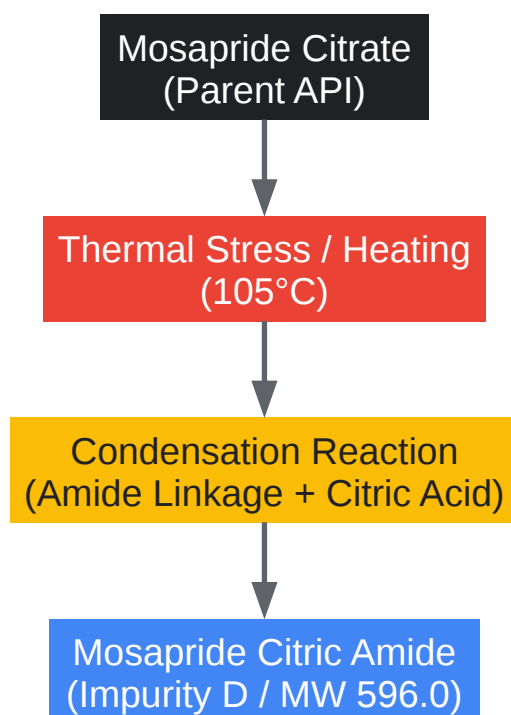 Mosapride Citrate
(Parent API)
Thermal Stress / Heating
(105°C)
Condensation Reaction
(Amide Linkage + Citric Acid)
Mosapride Citric Amide
(Impurity D / MW 596.0)